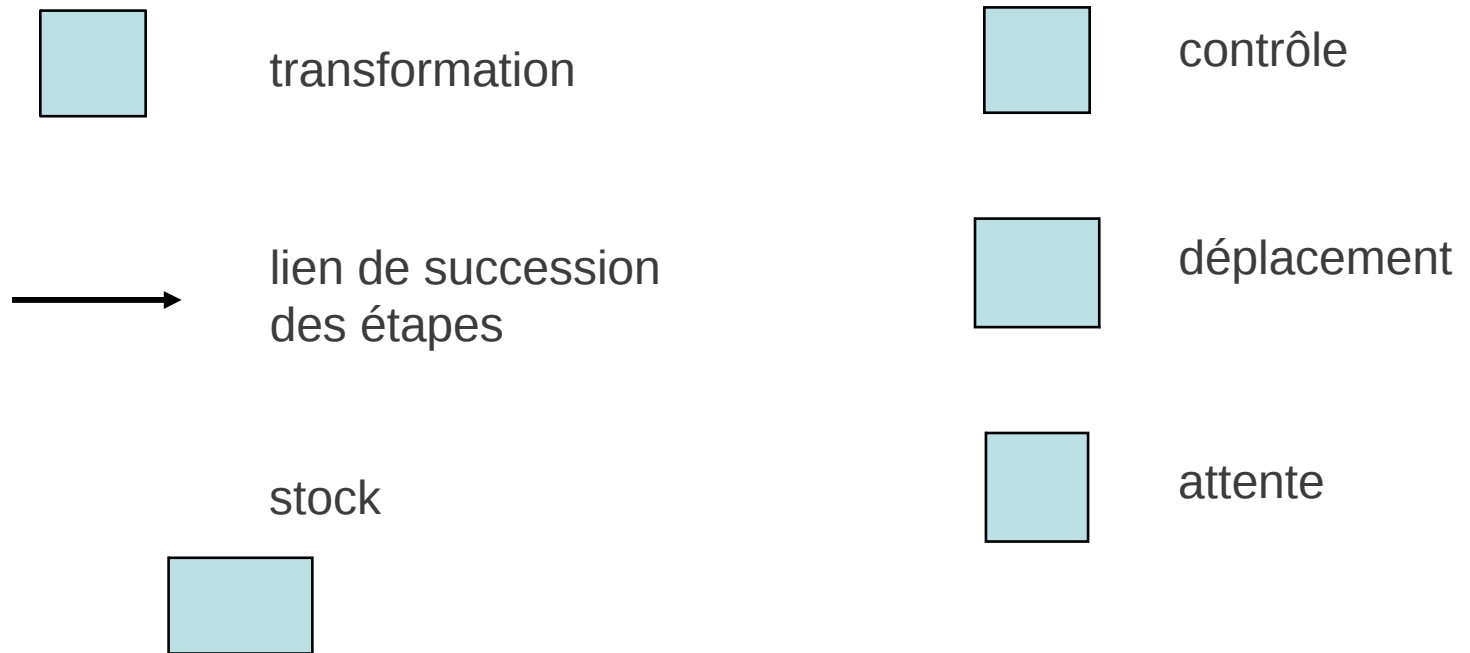 transformation
lien de succession
des étapes
stock
contrôle
déplacement
attente